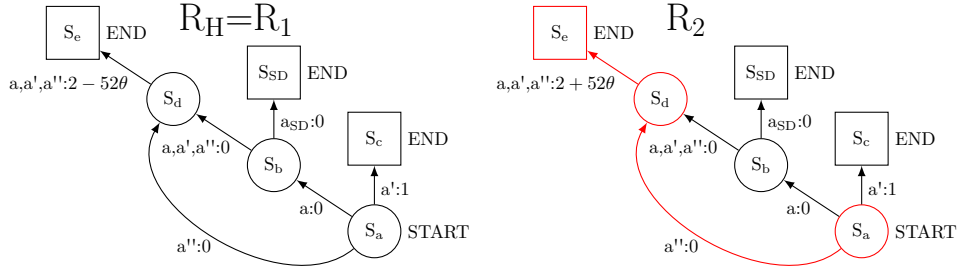 R_H=R_1
S_e END
a,a',a'':2 − 52θ
S_d
S_SD END
a_SD:0
a,a',a'':0
S_b
S_c END
a':1
a:0
S_a START
a'':0
R_2
S_e END
a,a',a'':2 + 52θ
S_d
S_SD END
a_SD:0
a,a',a'':0
S_b
S_c END
a':1
a:0
S_a START
a'':0